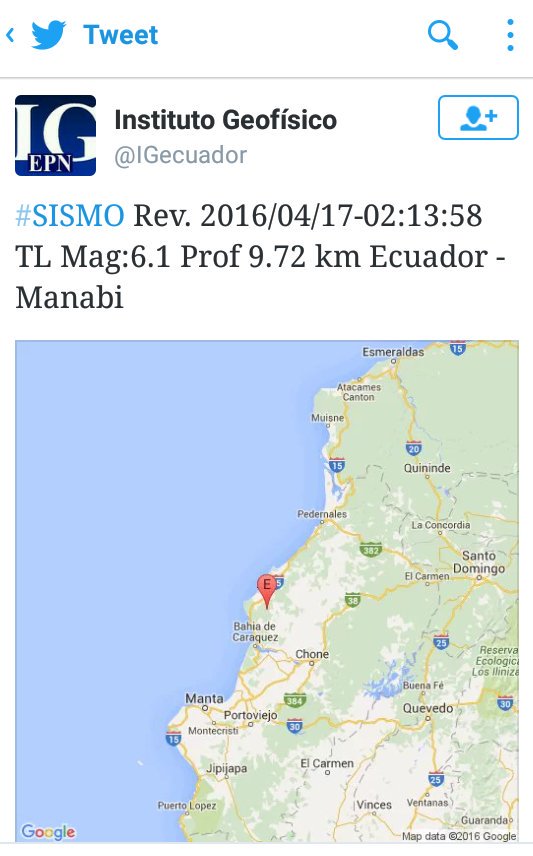 Tweet
IG
EPN
Instituto Geofísico
@IGecuador
#SISMO Rev. 2016/04/17-02:13:58
TL Mag:6.1 Prof 9.72 km Ecuador -
Manabi
Esmeraldas
15
Atacames
Canton
Muisne
20
15
Quininde
Pedernales
La Concordia
382
Santo
Domingo
El Carmen
E
5
38
Bahia de
Caraquez
25
Chone
Reserva
Ecologica
Los Iliniza
Buena Fé
Manta
384
30
Portoviejo
Quevedo
30
Montecristi
15
Jipijapa
El Carmen
25
Puerto Lopez
Vinces
Ventanas
Guaranda
Google
Map data ©2016 Google